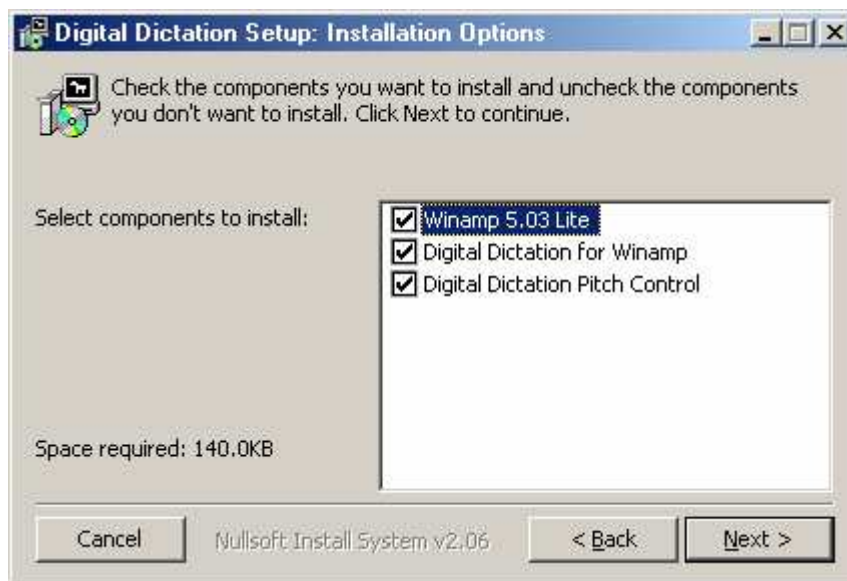 Digital Dictation Setup: Installation Options
Check the components you want to install and uncheck the components
you don't want to install. Click Next to continue.
Select components to install:
Winamp 5.03 Lite
Digital Dictation for Winamp
Digital Dictation Pitch Control
Space required: 140.0KB
Cancel
Nullsoft Install System v2.06
< Back
Next >